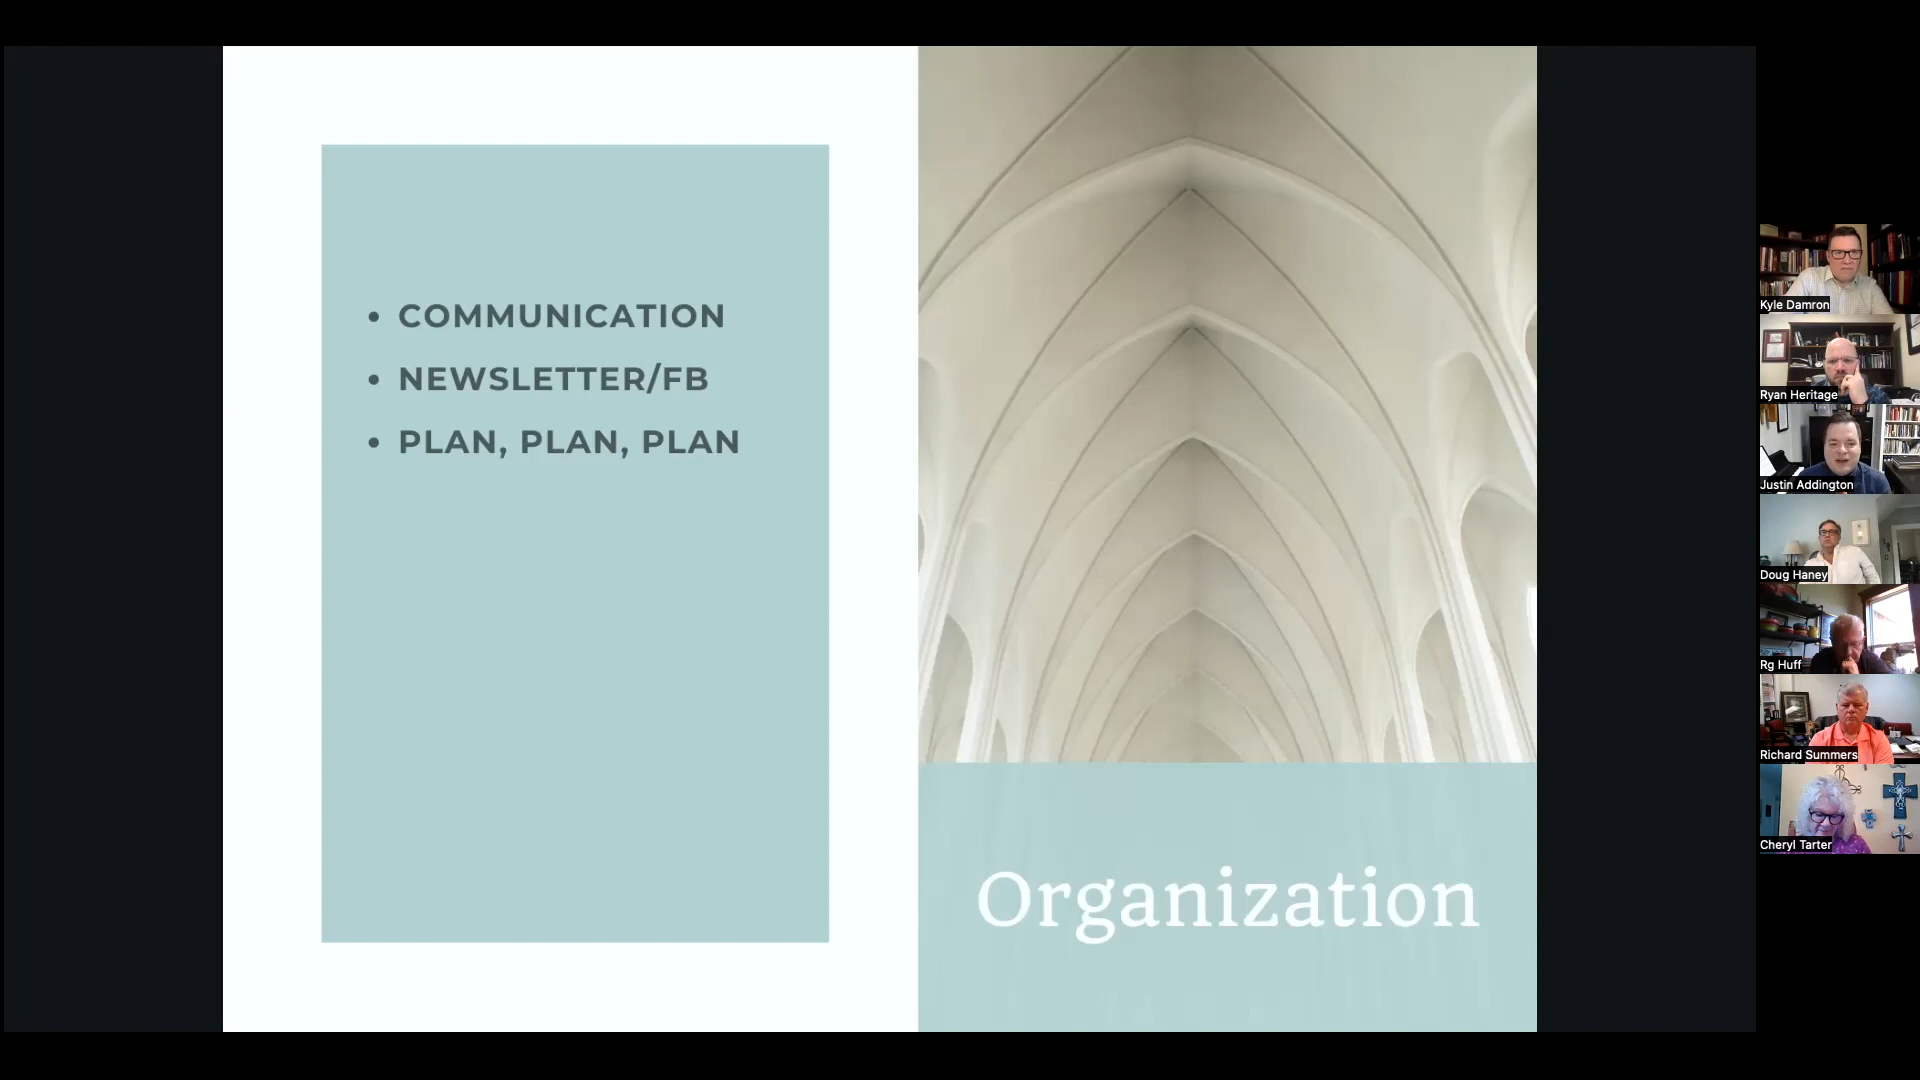 • COMMUNICATION
• NEWSLETTER/FB
• PLAN, PLAN, PLAN
Organization
Kyle Damron
Ryan Heritage
Justin Addington
Doug Haney
Rg Huff
Richard Summers
Cheryl Tarter